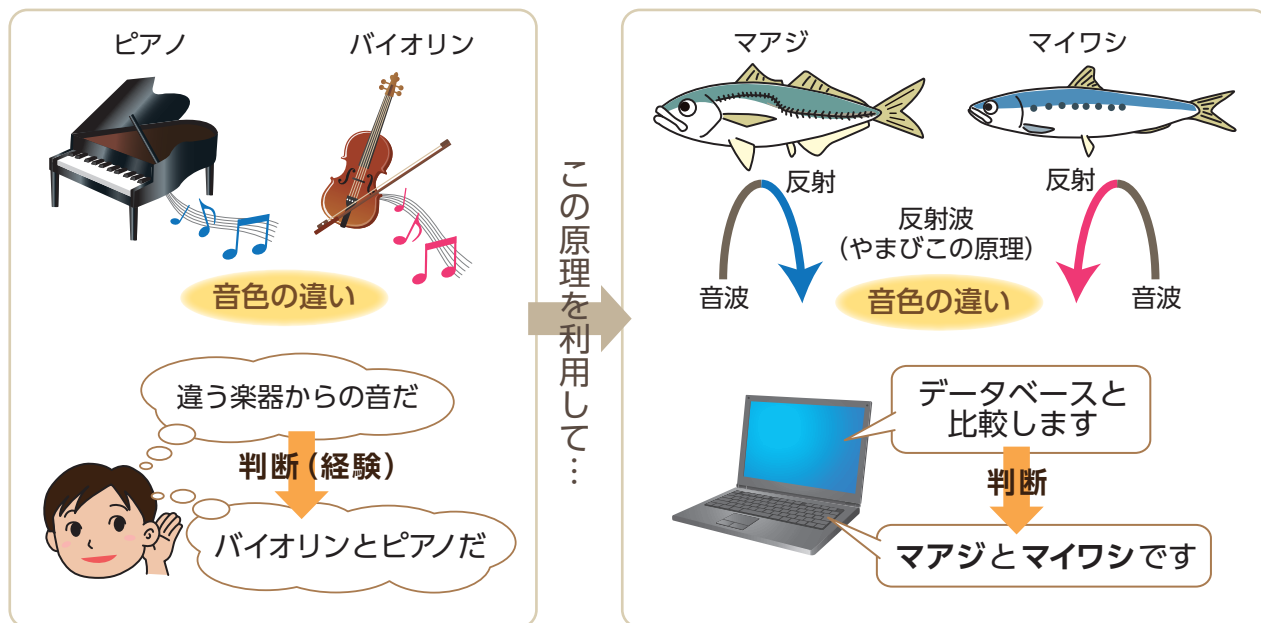 ピアノ
バイオリン
音色の違い
違う楽器からの音だ
判断(経験)
バイオリンとピアノだ
この原理を利用して…
マアジ
マイワシ
反射
反射
反射波
(やまびこの原理)
音波
音色の違い
音波
データベースと
比較します
判断
マアジとマイワシです